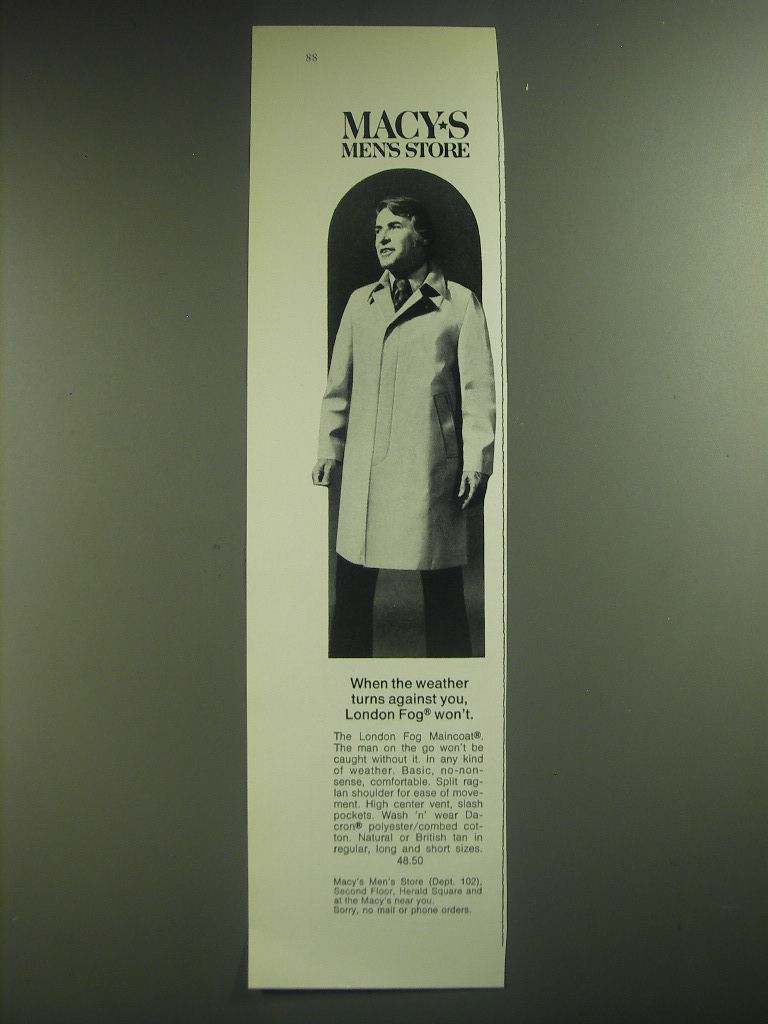 88
MACY★S
MEN'S STORE
When the weather
turns against you,
London Fog® won't.
The London Fog Maincoat®.
The man on the go won't be
caught without it. In any kind
of weather. Basic, no-non-
sense, comfortable. Split rag-
lan shoulder for ease of move-
ment. High center vent, slash
pockets. Wash 'n' wear Da-
cron® polyester/combed cot-
ton. Natural or British tan in
regular, long and short sizes.
48.50
Macy's Men's Store (Dept. 102),
Second Floor, Herald Square and
at the Macy's near you.
Sorry, no mail or phone orders.